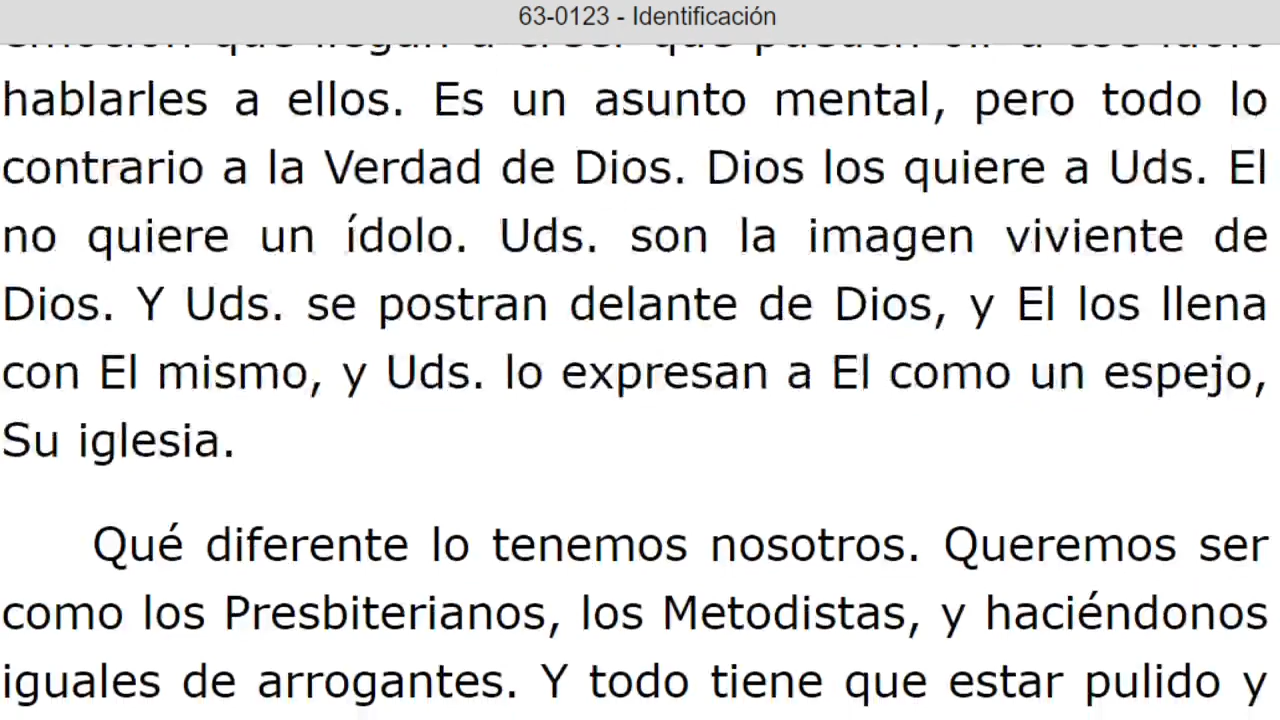 63-0123 - Identificación
hablarles a ellos. Es un asunto mental, pero todo lo
contrario a la Verdad de Dios. Dios los quiere a Uds. El
no quiere un ídolo. Uds. son la imagen viviente de
Dios. Y Uds. se postran delante de Dios, y El los llena
con El mismo, y Uds. lo expresan a El como un espejo,
Su iglesia.
Qué diferente lo tenemos nosotros. Queremos ser
como los Presbiterianos, los Metodistas, y haciéndonos
iguales de arrogantes. Y todo tiene que estar pulido y